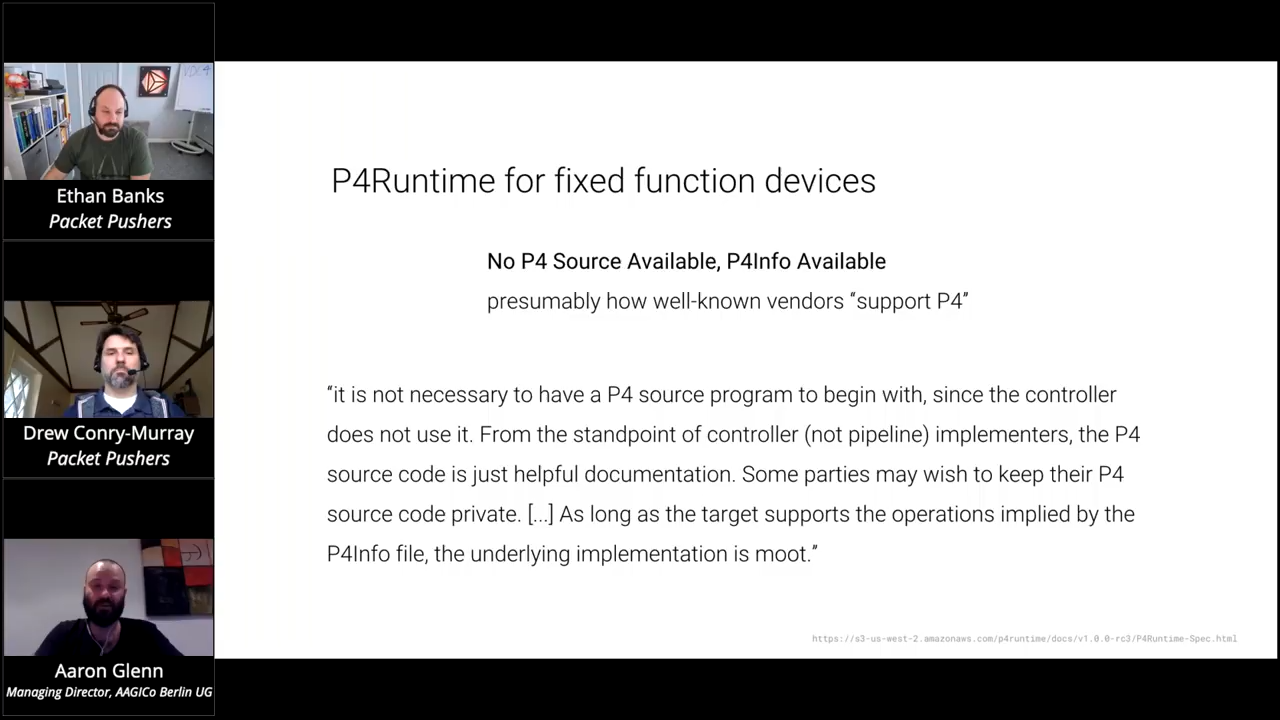 Ethan Banks
Packet Pushers
Drew Conry-Murray
Packet Pushers
Aaron Glenn
Managing Director, AAGICo Berlin UG
P4Runtime for fixed function devices
No P4 Source Available, P4Info Available
presumably how well-known vendors “support P4”
“it is not necessary to have a P4 source program to begin with, since the controller
does not use it. From the standpoint of controller (not pipeline) implementers, the P4
source code is just helpful documentation. Some parties may wish to keep their P4
source code private. [...] As long as the target supports the operations implied by the
P4Info file, the underlying implementation is moot.”
https://s3-us-west-2.amazonaws.com/p4runtime/docs/v1.0.0-rc3/P4Runtime-Spec.html